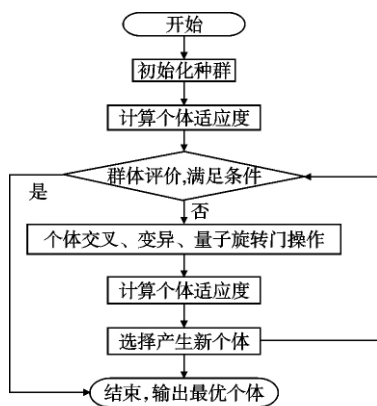 开始
初始化种群
计算个体适应度
群体评价,满足条件
是
否
个体交叉、变异、量子旋转门操作
计算个体适应度
选择产生新个体
结束,输出最优个体